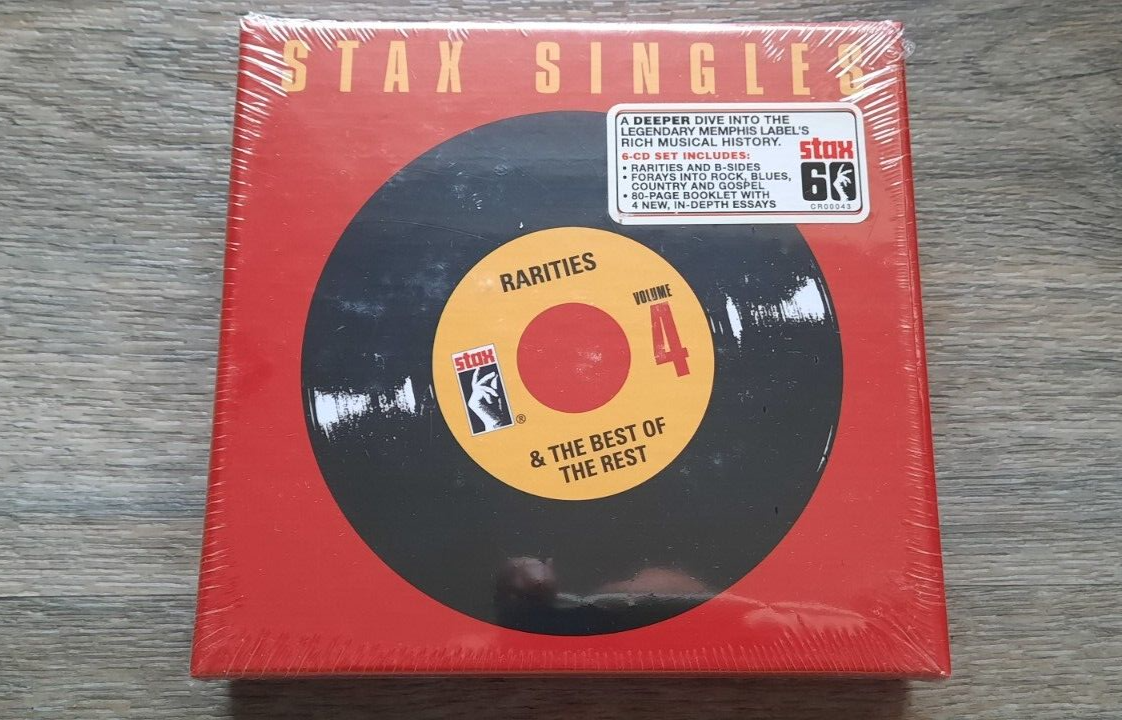 STAX SINGLES
A DEEPER DIVE INTO THE
LEGENDARY MEMPHIS LABEL'S
RICH MUSICAL HISTORY.
6-CD SET INCLUDES:
• RARITIES AND B-SIDES
• FORAYS INTO ROCK, BLUES,
COUNTRY AND GOSPEL
• 80-PAGE BOOKLET WITH
4 NEW, IN-DEPTH ESSAYS
stax
60
CR00043
RARITIES
VOLUME
4
stax
®
& THE BEST OF
THE REST